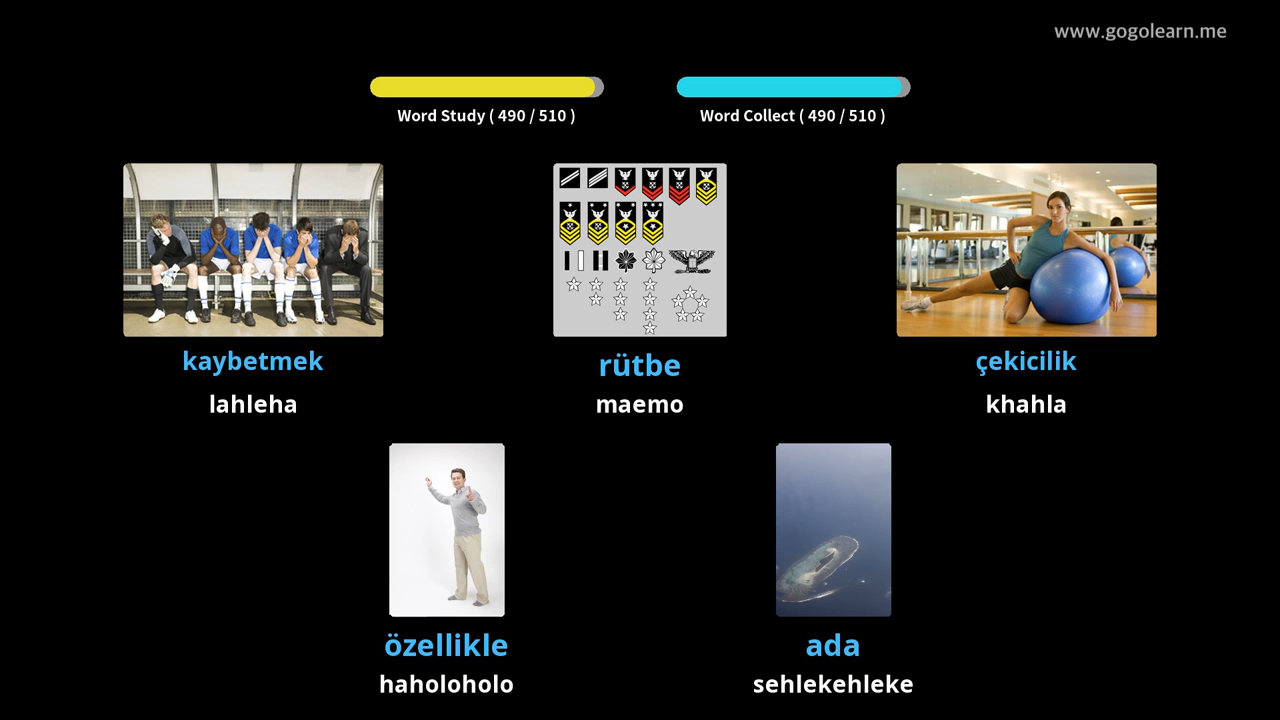 www.gogolearn.me
Word Study ( 490 / 510 )
Word Collect ( 490 / 510 )
kaybetmek
lahleha
rütbe
maemo
çekicilik
khahla
özellikle
haholoholo
ada
sehlekehleke